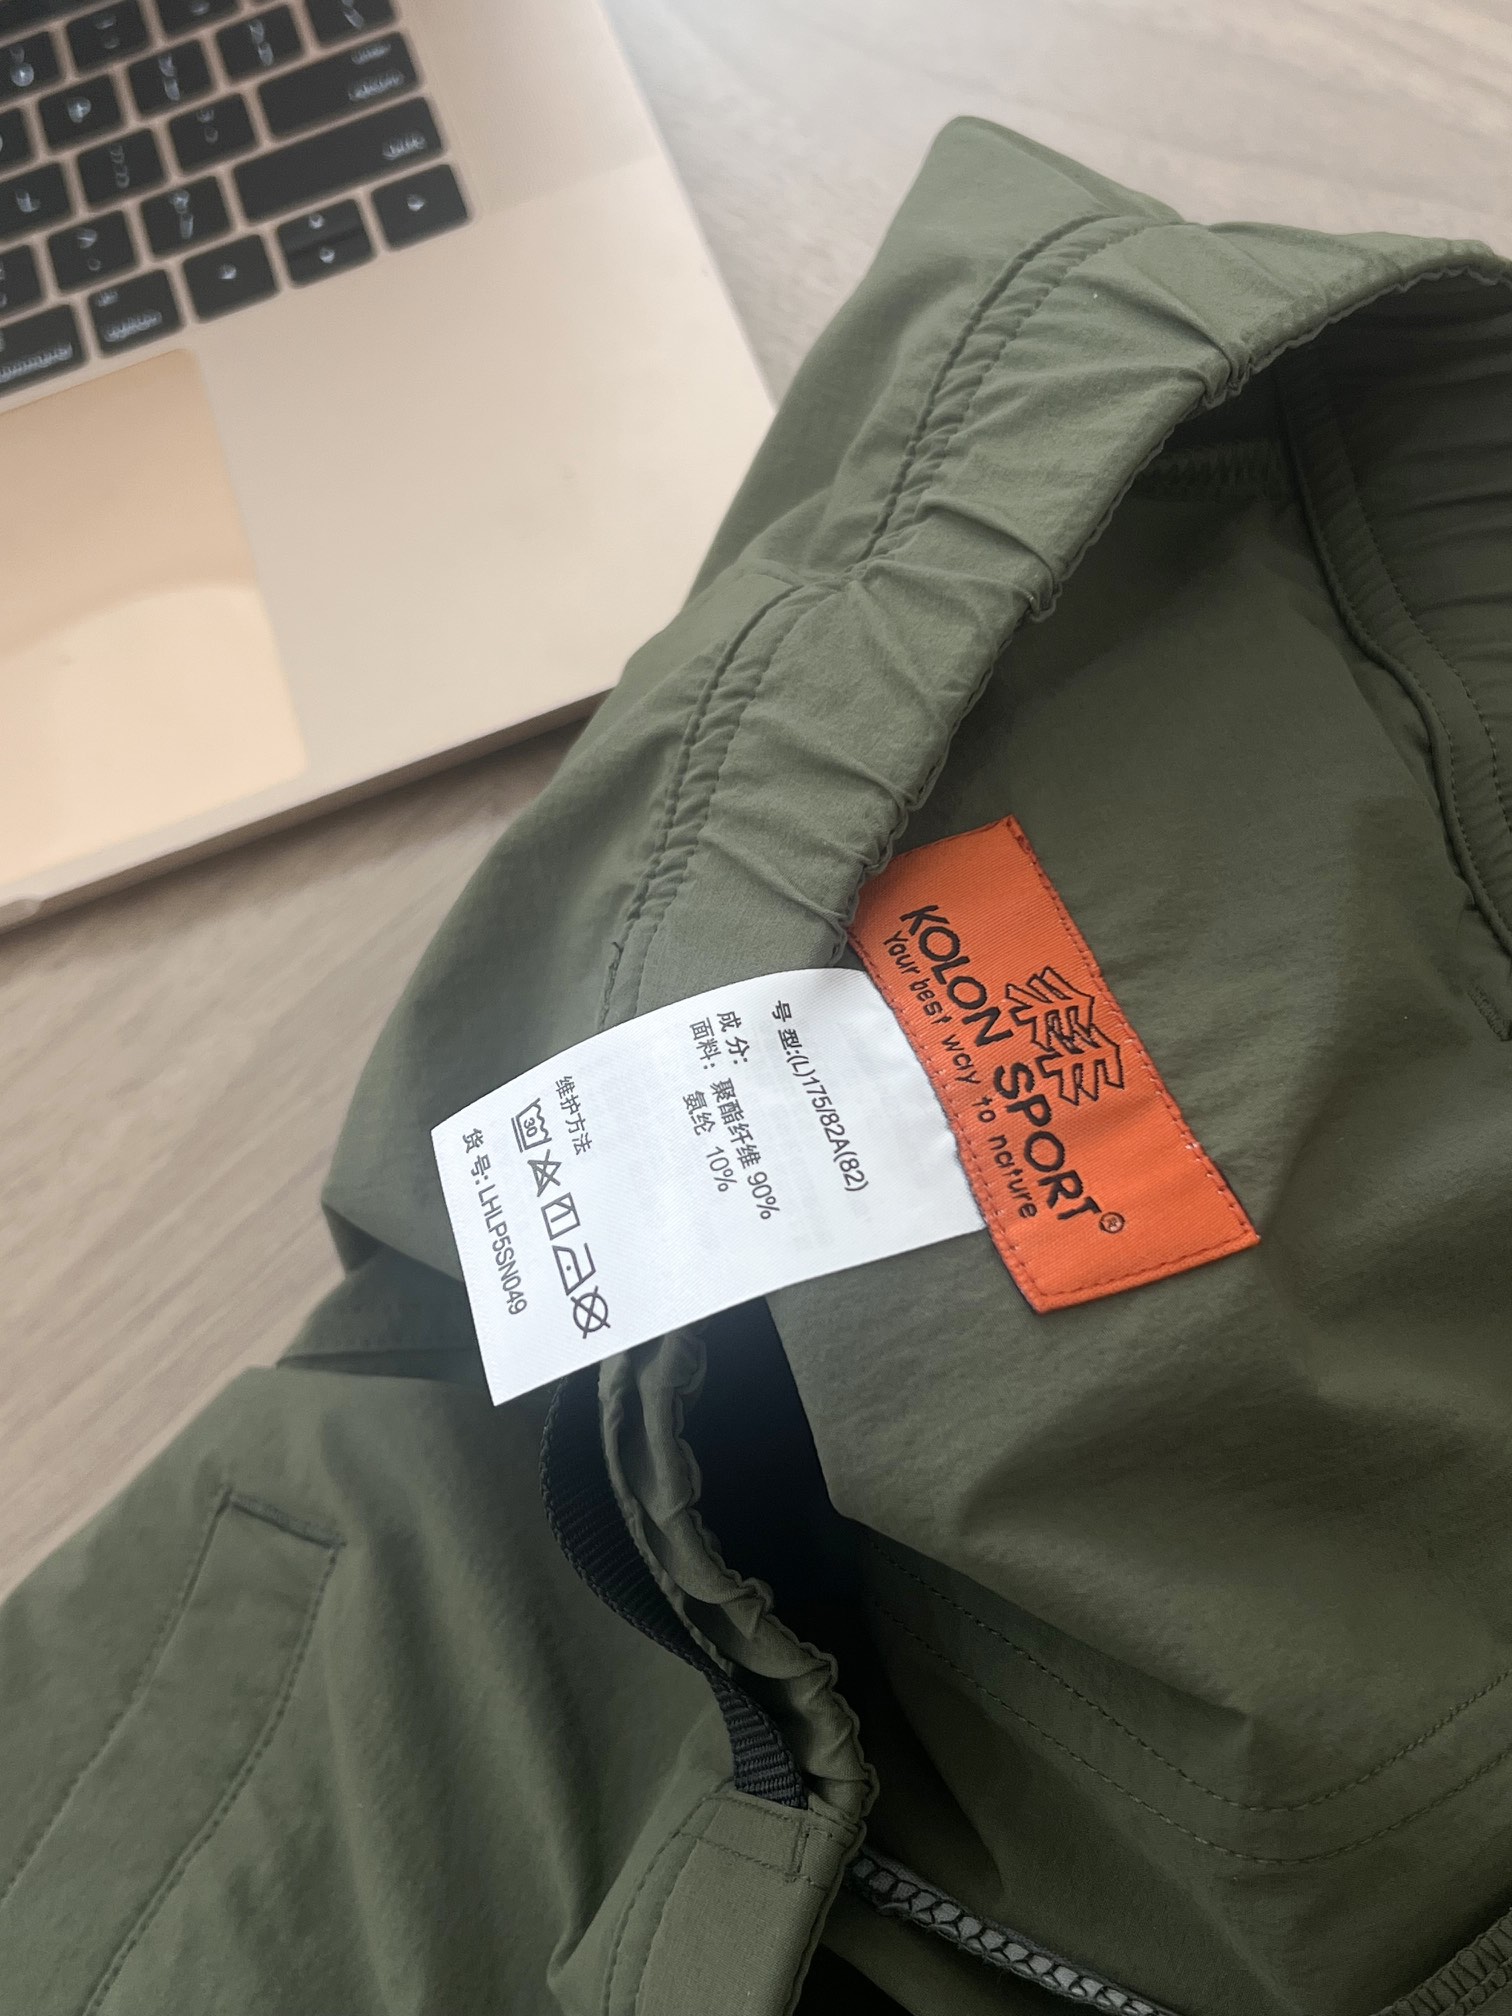 KOLON SPORT®
Your best way to nature
号 型:(L)175/82A(82)
成 分:
面料: 聚酯纤维 90%
氨纶 10%
维护方法
30
货 号: LHLP5SN049